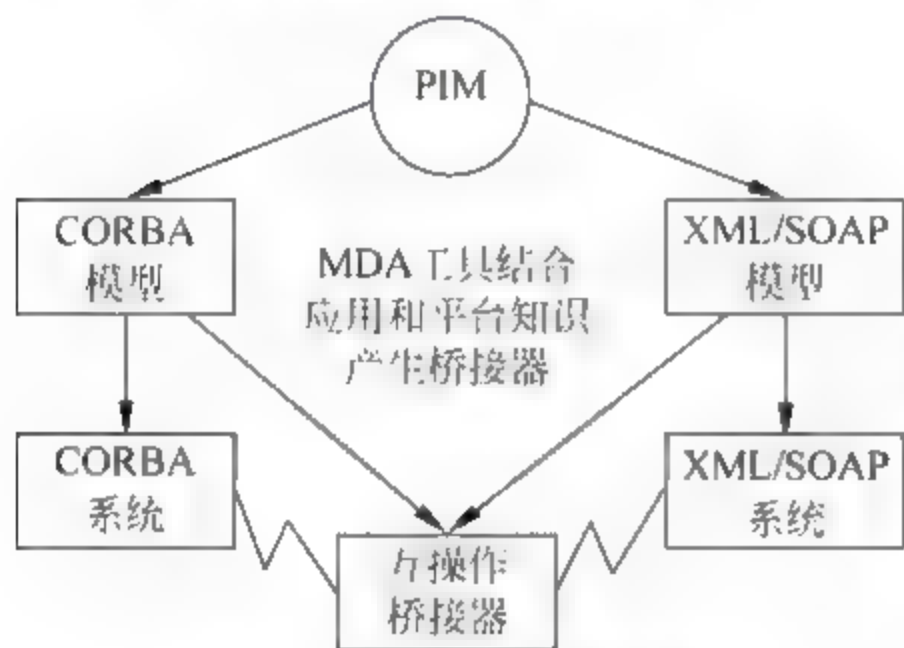 PIM
CORBA
模型
MDA 工具结合
应用和平台知识
产生桥接器
XML/SOAP
模型
CORBA
系统
XML/SOAP
系统
互操作
桥接器